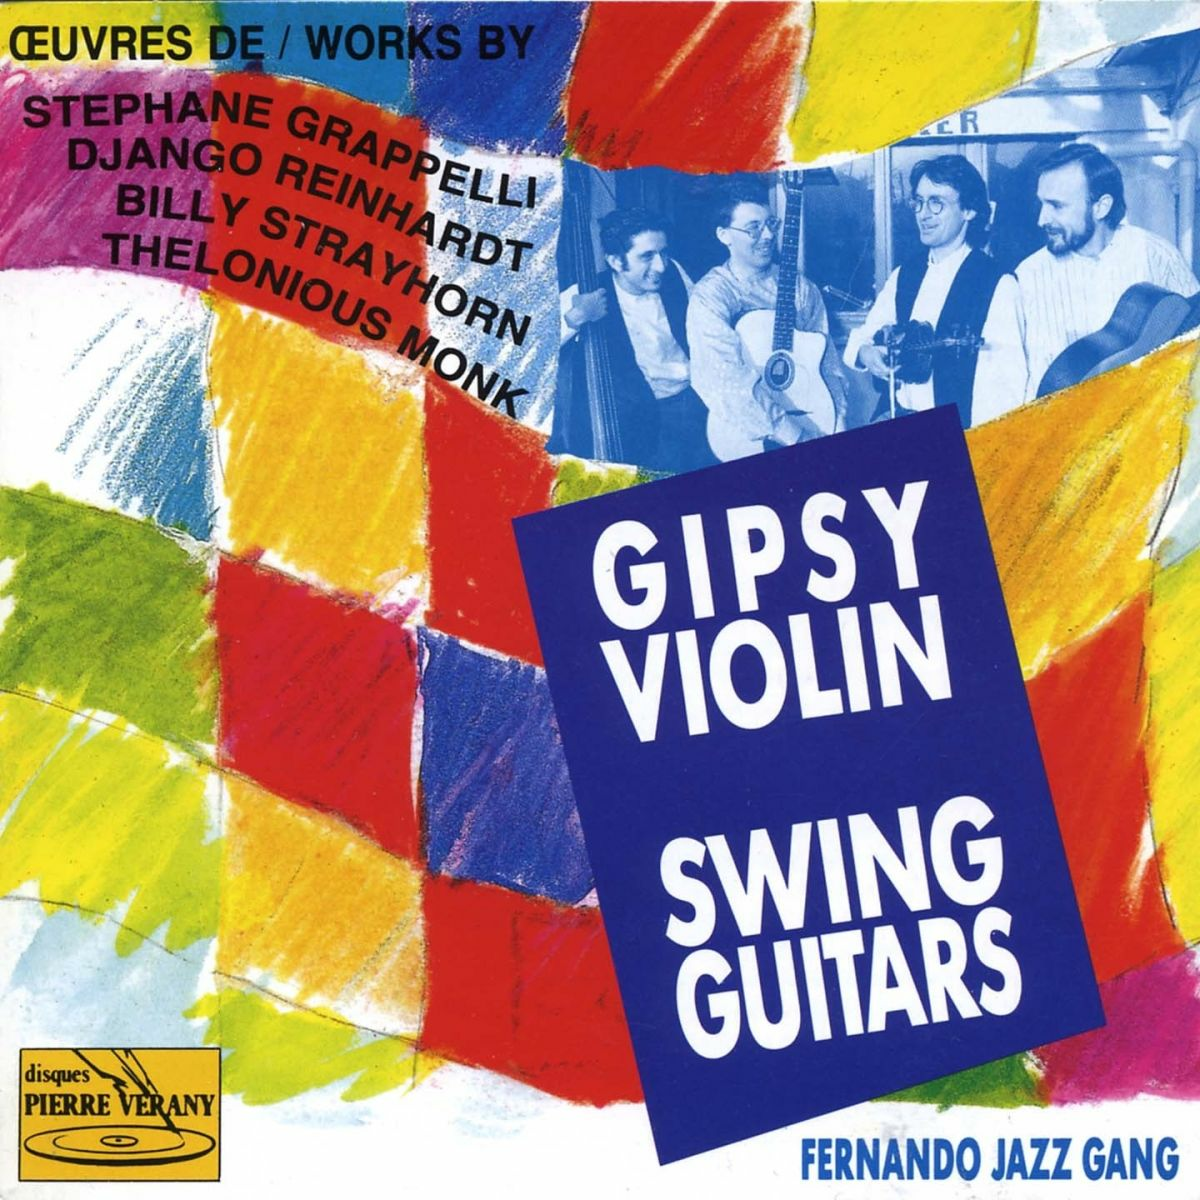 ŒUVRES DE / WORKS BY
STEPHANE GRAPPELLI
DJANGO REINHARDT
BILLY STRAYHORN
THELONIOUS MONK
GIPSY
VIOLIN
SWING
GUITARS
disques
PIERRE VERANY
FERNANDO JAZZ GANG